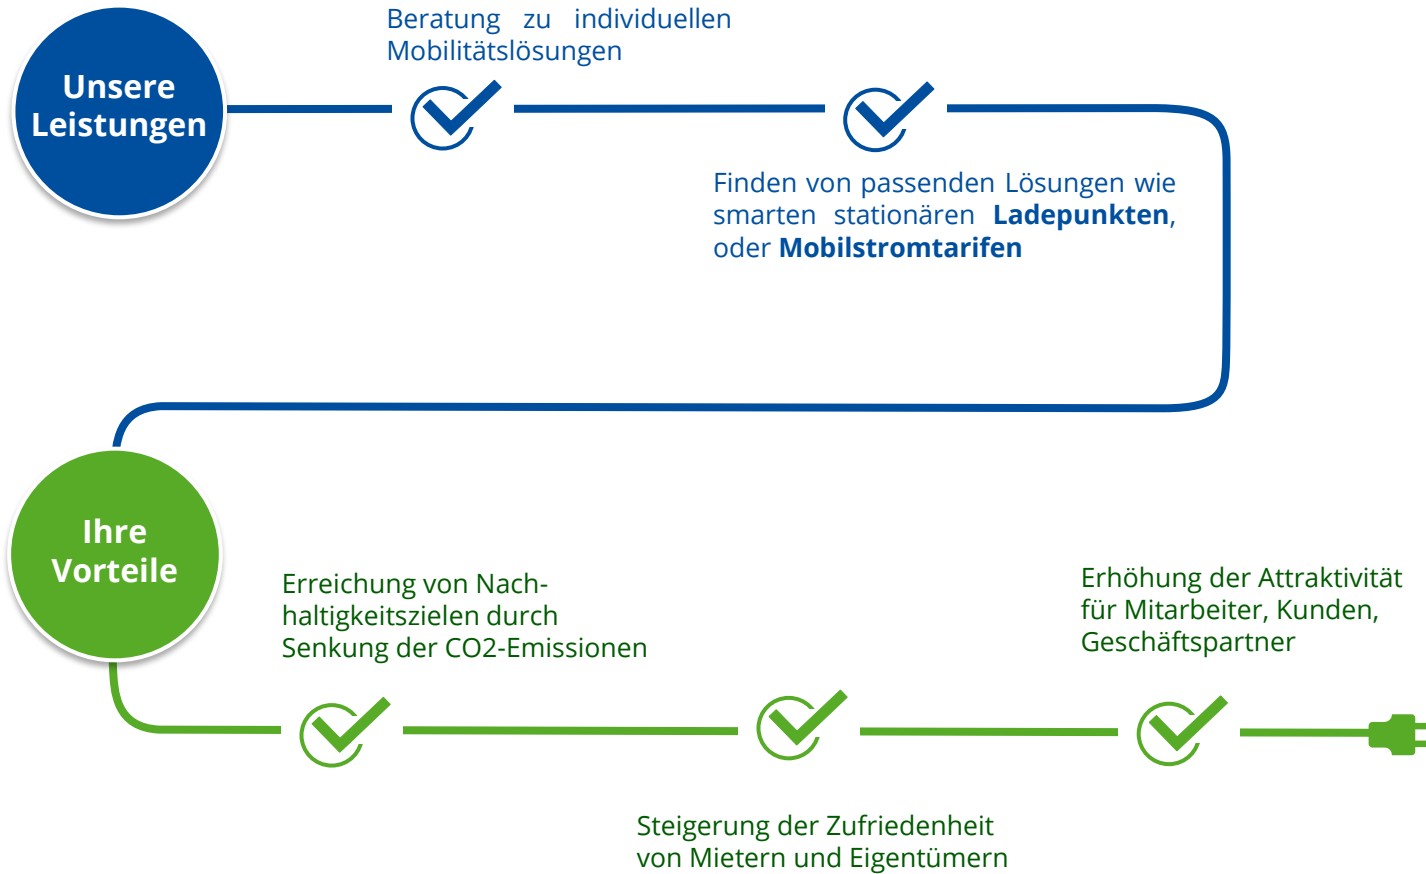 Unsere
Leistungen
Beratung zu individuellen
Mobilitätslösungen
Finden von passenden Lösungen wie
smarten stationären Ladepunkten,
oder Mobilstromtarifen
Ihre
Vorteile
Erreichung von Nach-
haltigkeitszielen durch
Senkung der CO2-Emissionen
Steigerung der Zufriedenheit
von Mietern und Eigentümern
Erhöhung der Attraktivität
für Mitarbeiter, Kunden,
Geschäftspartner